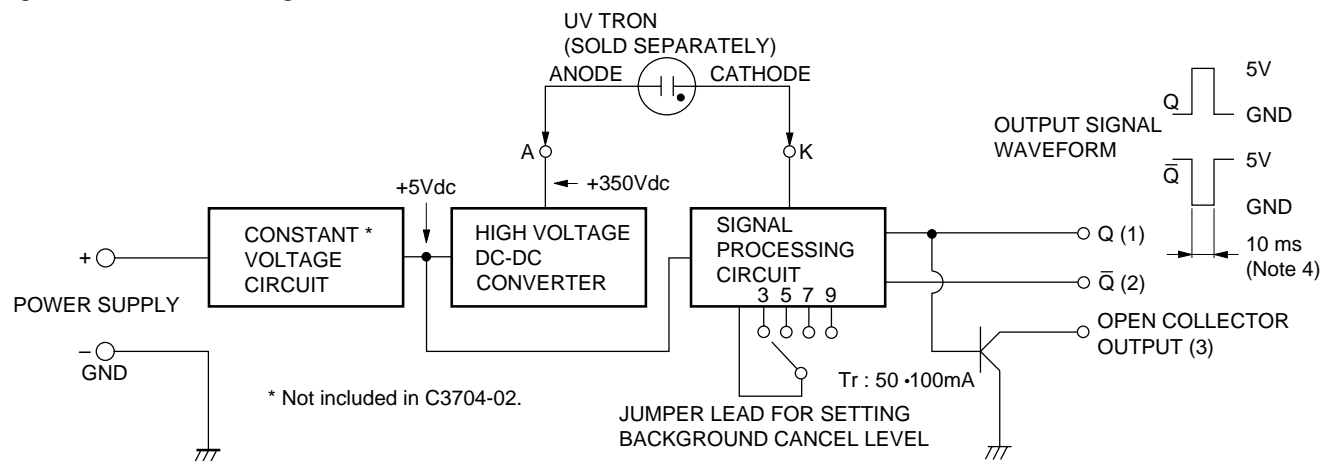 UV TRON
(SOLD SEPARATELY)
ANODE
CATHODE
A
K
+350Vdc
+5Vdc
OUTPUT SIGNAL
WAVEFORM
Q
5V
GND
Q̅
5V
GND
10 ms
(Note 4)
POWER SUPPLY
+
−
GND
CONSTANT *
VOLTAGE
CIRCUIT
HIGH VOLTAGE
DC-DC
CONVERTER
SIGNAL
PROCESSING
CIRCUIT
3 5 7 9
Q (1)
Q̅ (2)
OPEN COLLECTOR
OUTPUT (3)
Tr : 50 •100mA
* Not included in C3704-02.
JUMPER LEAD FOR SETTING
BACKGROUND CANCEL LEVEL